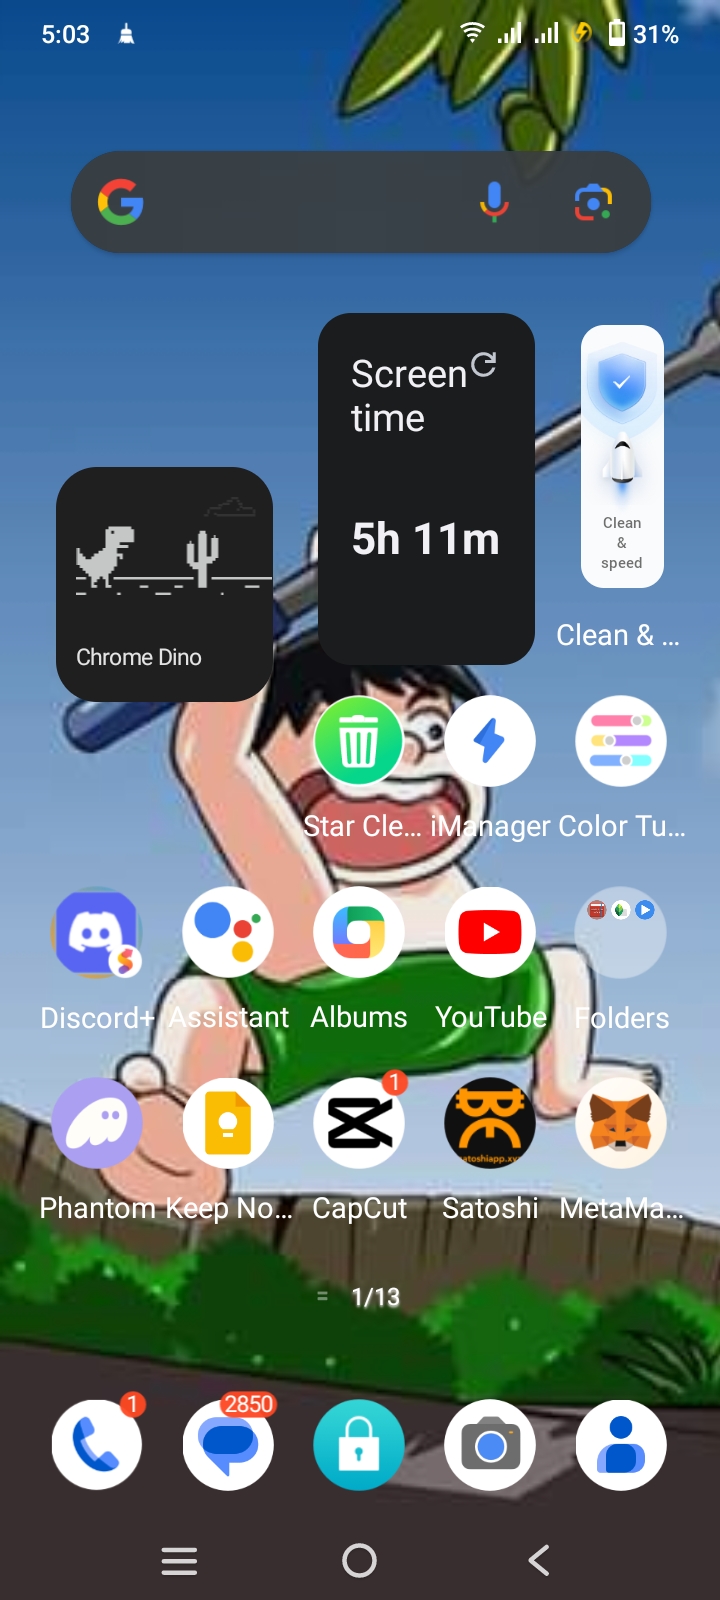 5:03
31%
Screen
time
5h 11m
Clean
&
speed
Clean & ...
Chrome Dino
Star Cle...
iManager
Color Tu...
Discord+
Assistant
Albums
YouTube
Folders
1
Phantom
Keep No...
CapCut
satoshiapp.xy
Satoshi
MetaMa...
1/13
1
2850